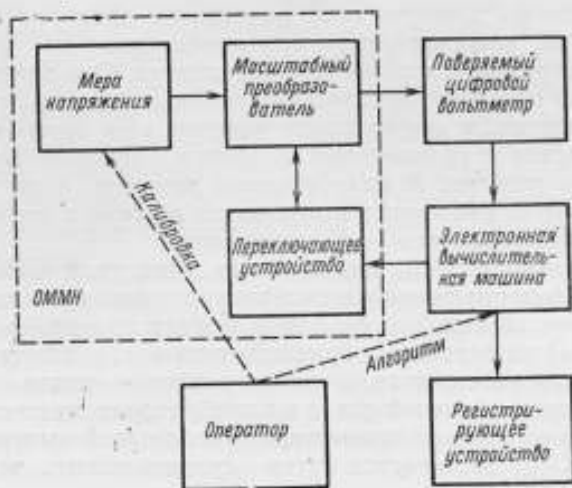 Мера
напряжения
Масштабный
преобразо-
ватель
Поверяемый
цифровой
вольтметр
Калибровка
Переключающее
устройство
Электронная
вычислитель-
ная машина
ОММН
Алгоритм
Оператор
Регистри-
рующее
устройство